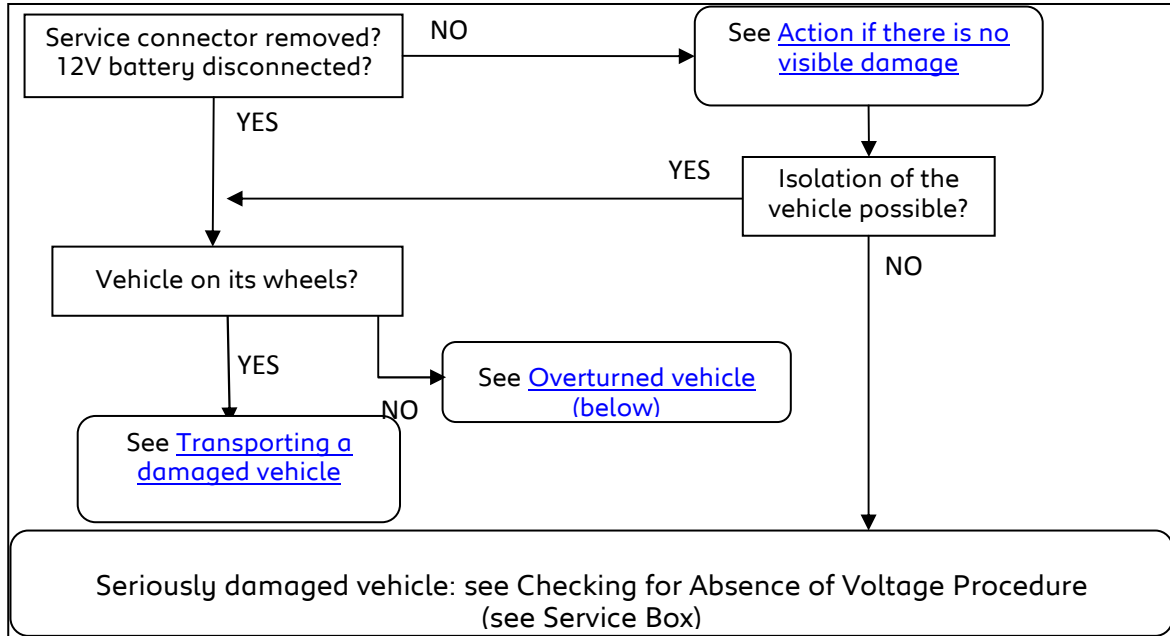 Service connector removed?
12V battery disconnected?
NO
See Action if there is no
visible damage
YES
YES
Isolation of the
vehicle possible?
Vehicle on its wheels?
NO
YES
See Overturned vehicle
(below)
NO
See Transporting a
damaged vehicle
Seriously damaged vehicle: see Checking for Absence of Voltage Procedure
(see Service Box)